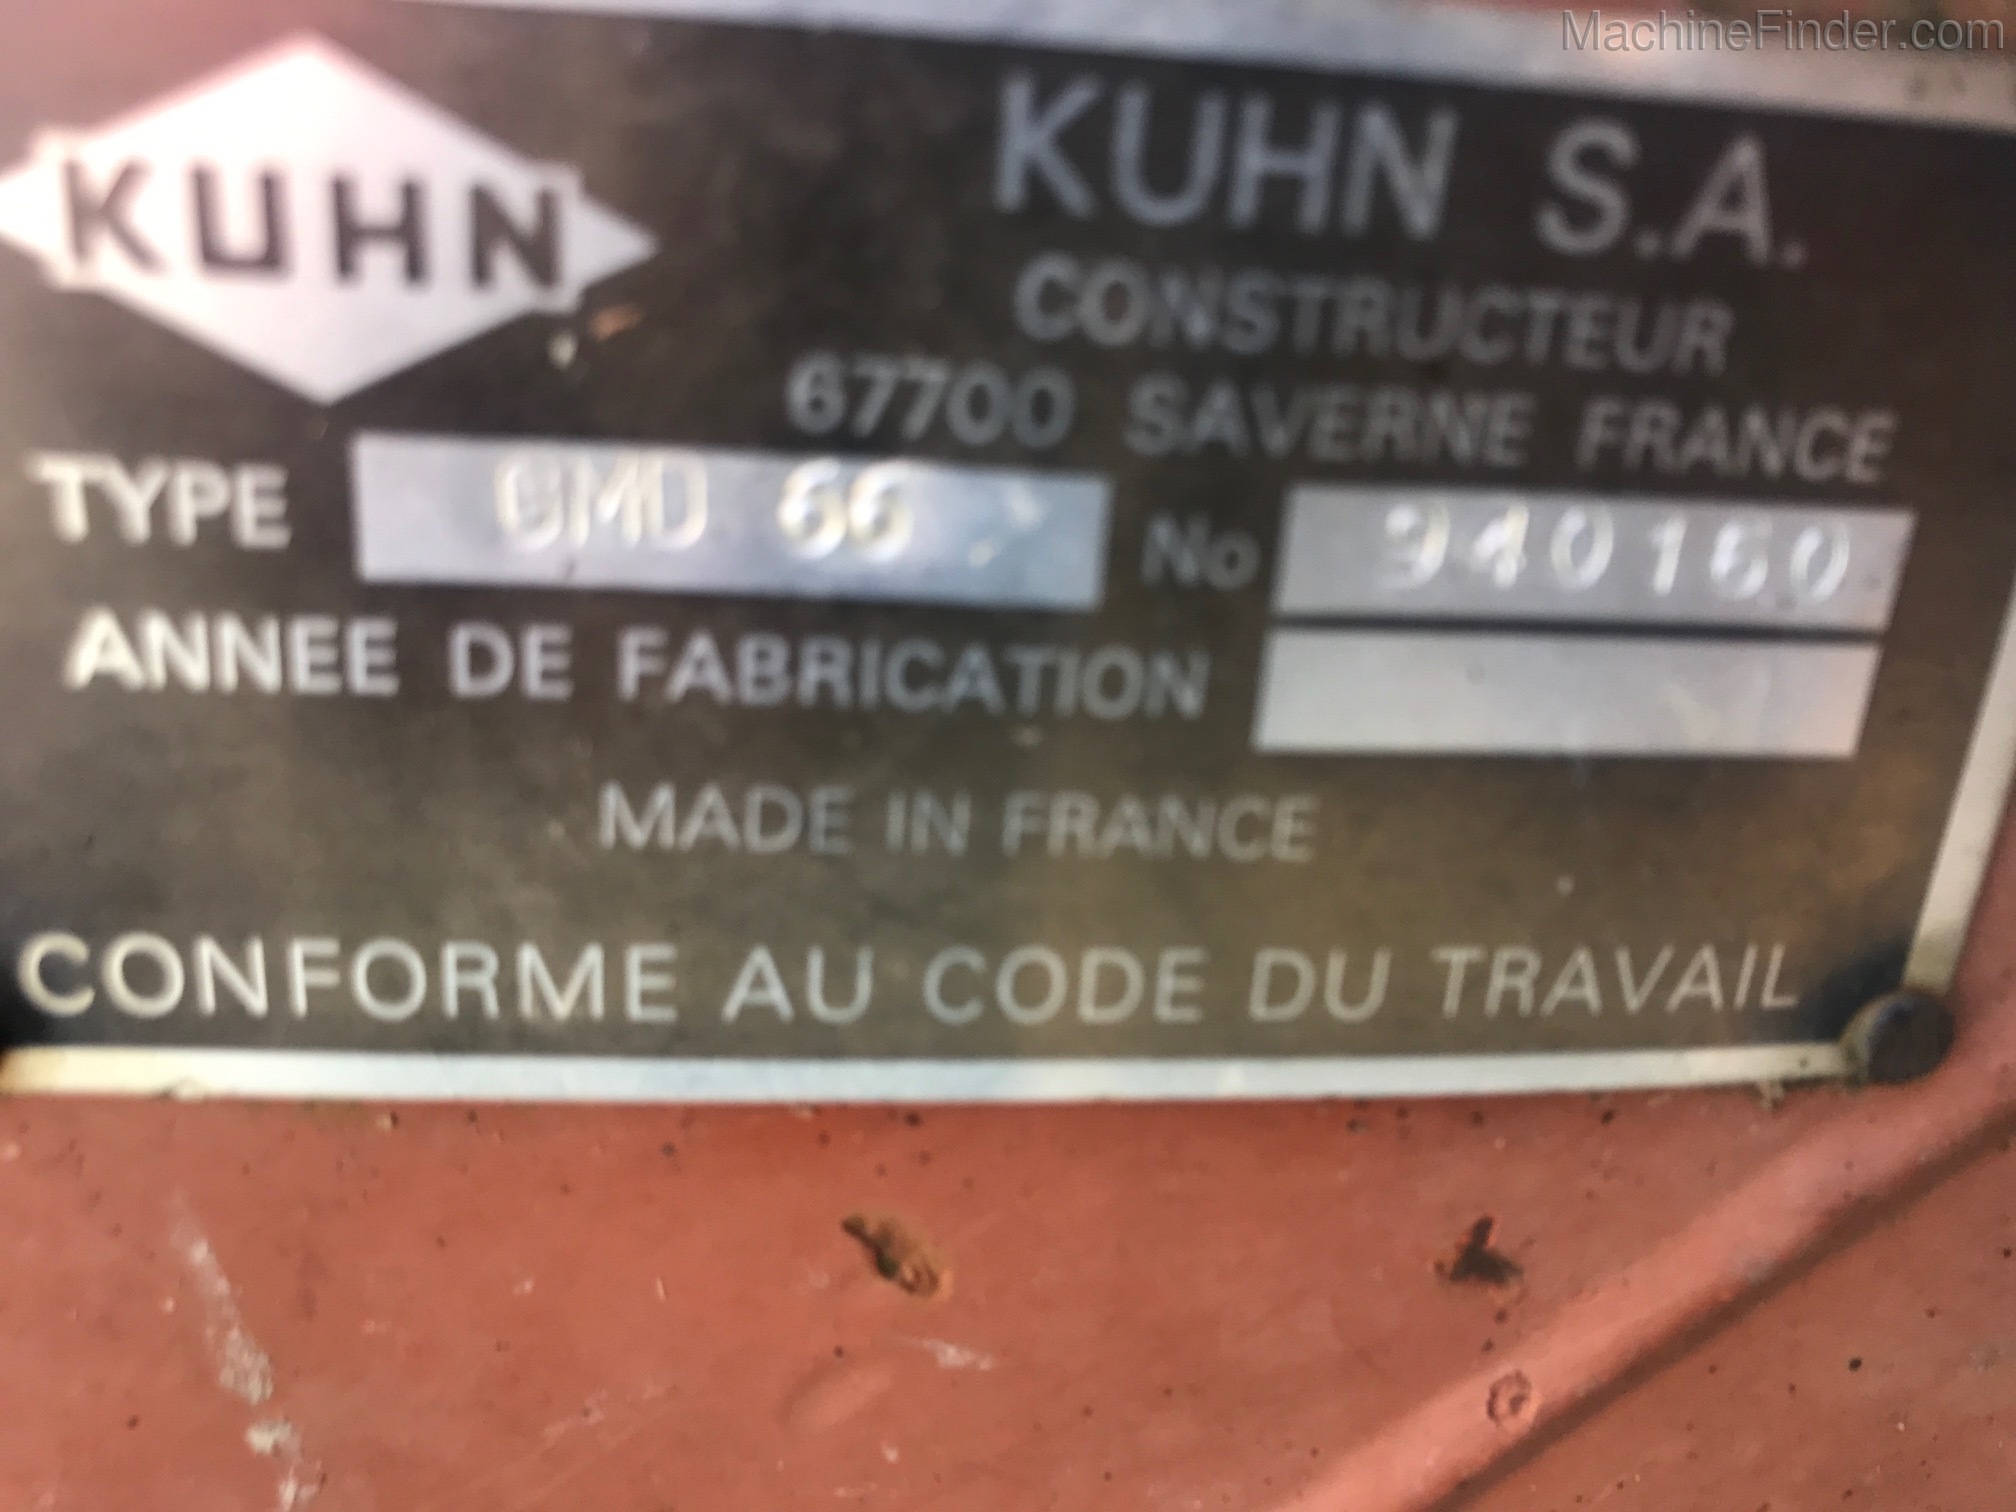 MachineFinder.com
KUHN
KUHN S.A.
CONSTRUCTEUR
67700 SAVERNE FRANCE
TYPE GMD 66 No 940160
ANNEE DE FABRICATION
MADE IN FRANCE
CONFORME AU CODE DU TRAVAIL